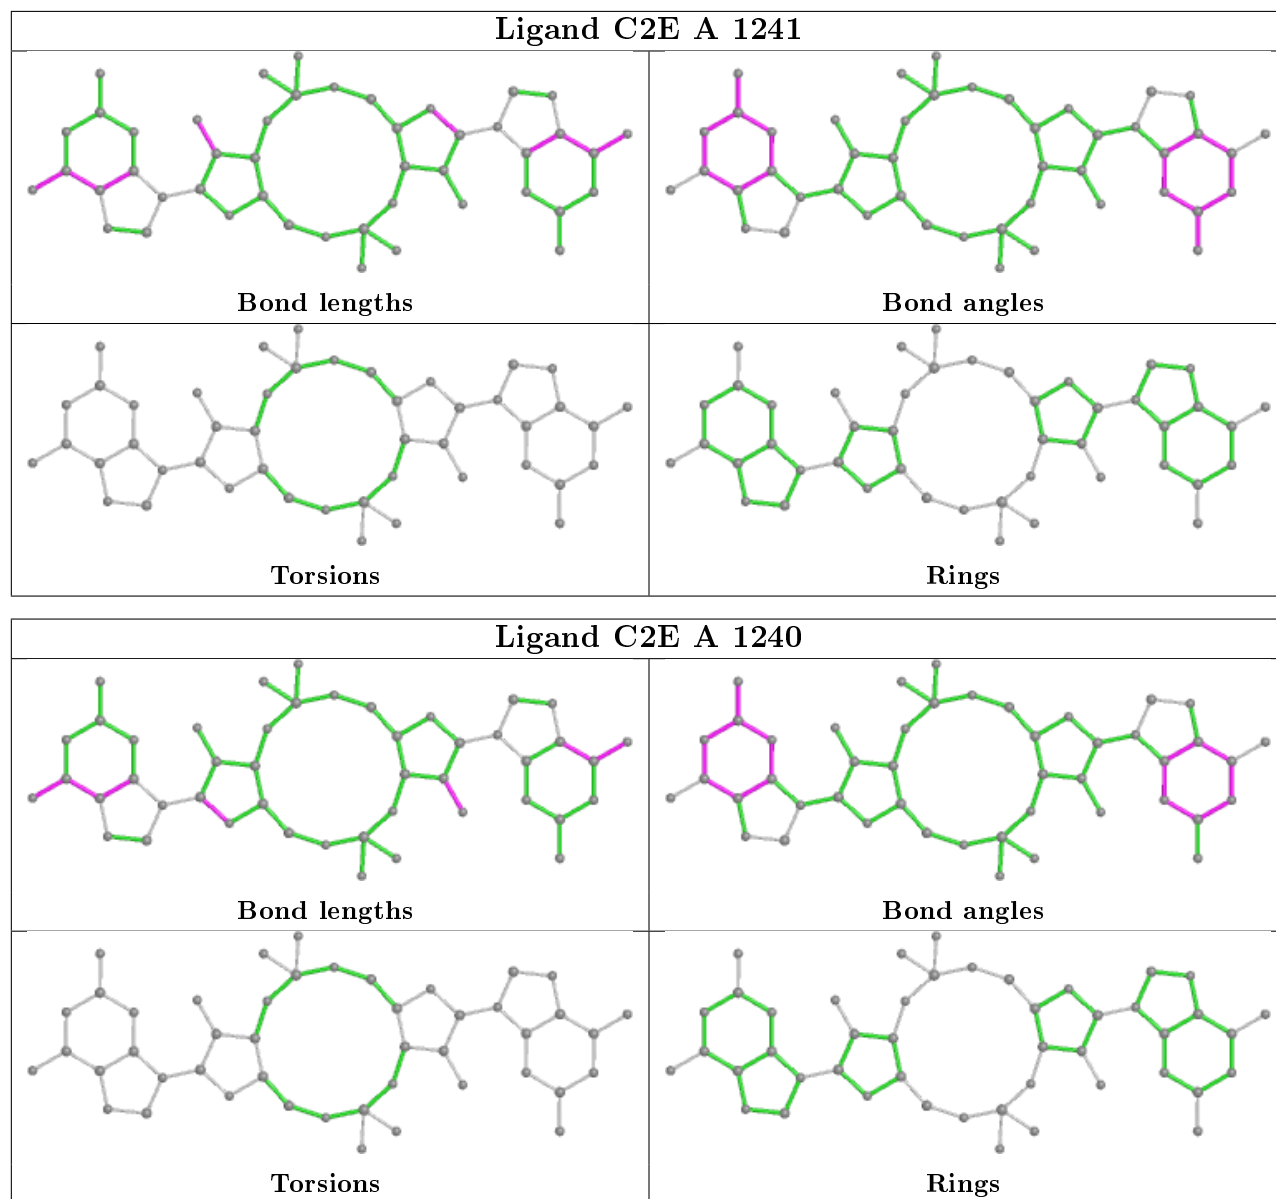 Ligand C2E A 1241
Bond lengths
Bond angles
Torsions
Rings
Ligand C2E A 1240
Bond lengths
Bond angles
Torsions
Rings